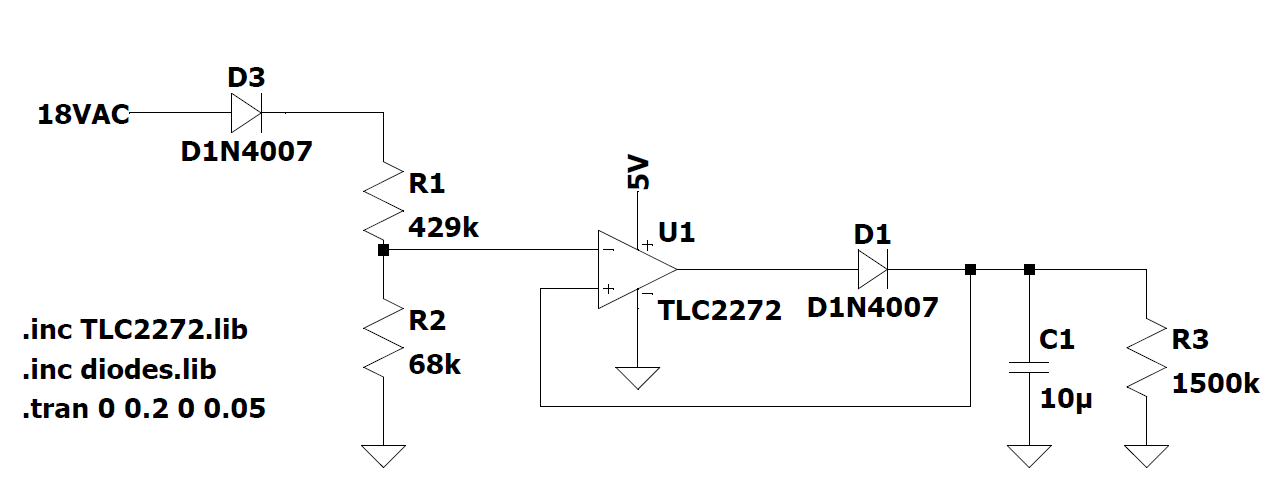 D3
18VAC
D1N4007
R1
429k
5V
U1
TLC2272
D1
D1N4007
R2
68k
C1
10µ
R3
1500k
.inc TLC2272.lib
.inc diodes.lib
.tran 0 0.2 0 0.05